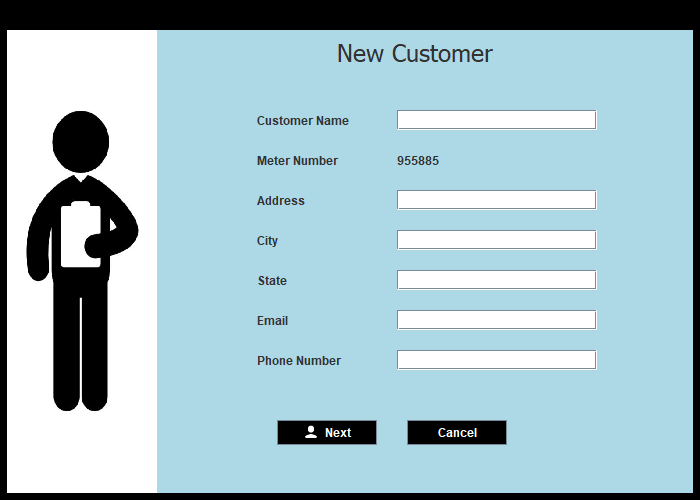 New Customer
Customer Name
Meter Number 955885
Address
City
State
Email
Phone Number
Next Cancel